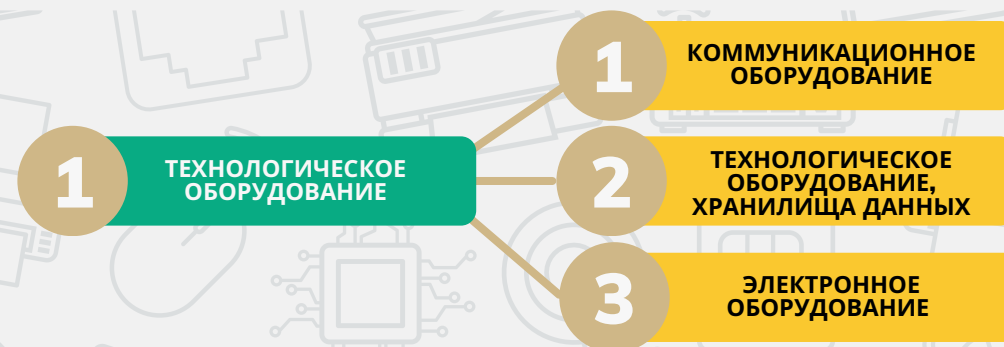 1
ТЕХНОЛОГИЧЕСКОЕ
ОБОРУДОВАНИЕ
1
КОММУНИКАЦИОННОЕ
ОБОРУДОВАНИЕ
2
ТЕХНОЛОГИЧЕСКОЕ
ОБОРУДОВАНИЕ,
ХРАНИЛИЩА ДАННЫХ
3
ЭЛЕКТРОННОЕ
ОБОРУДОВАНИЕ